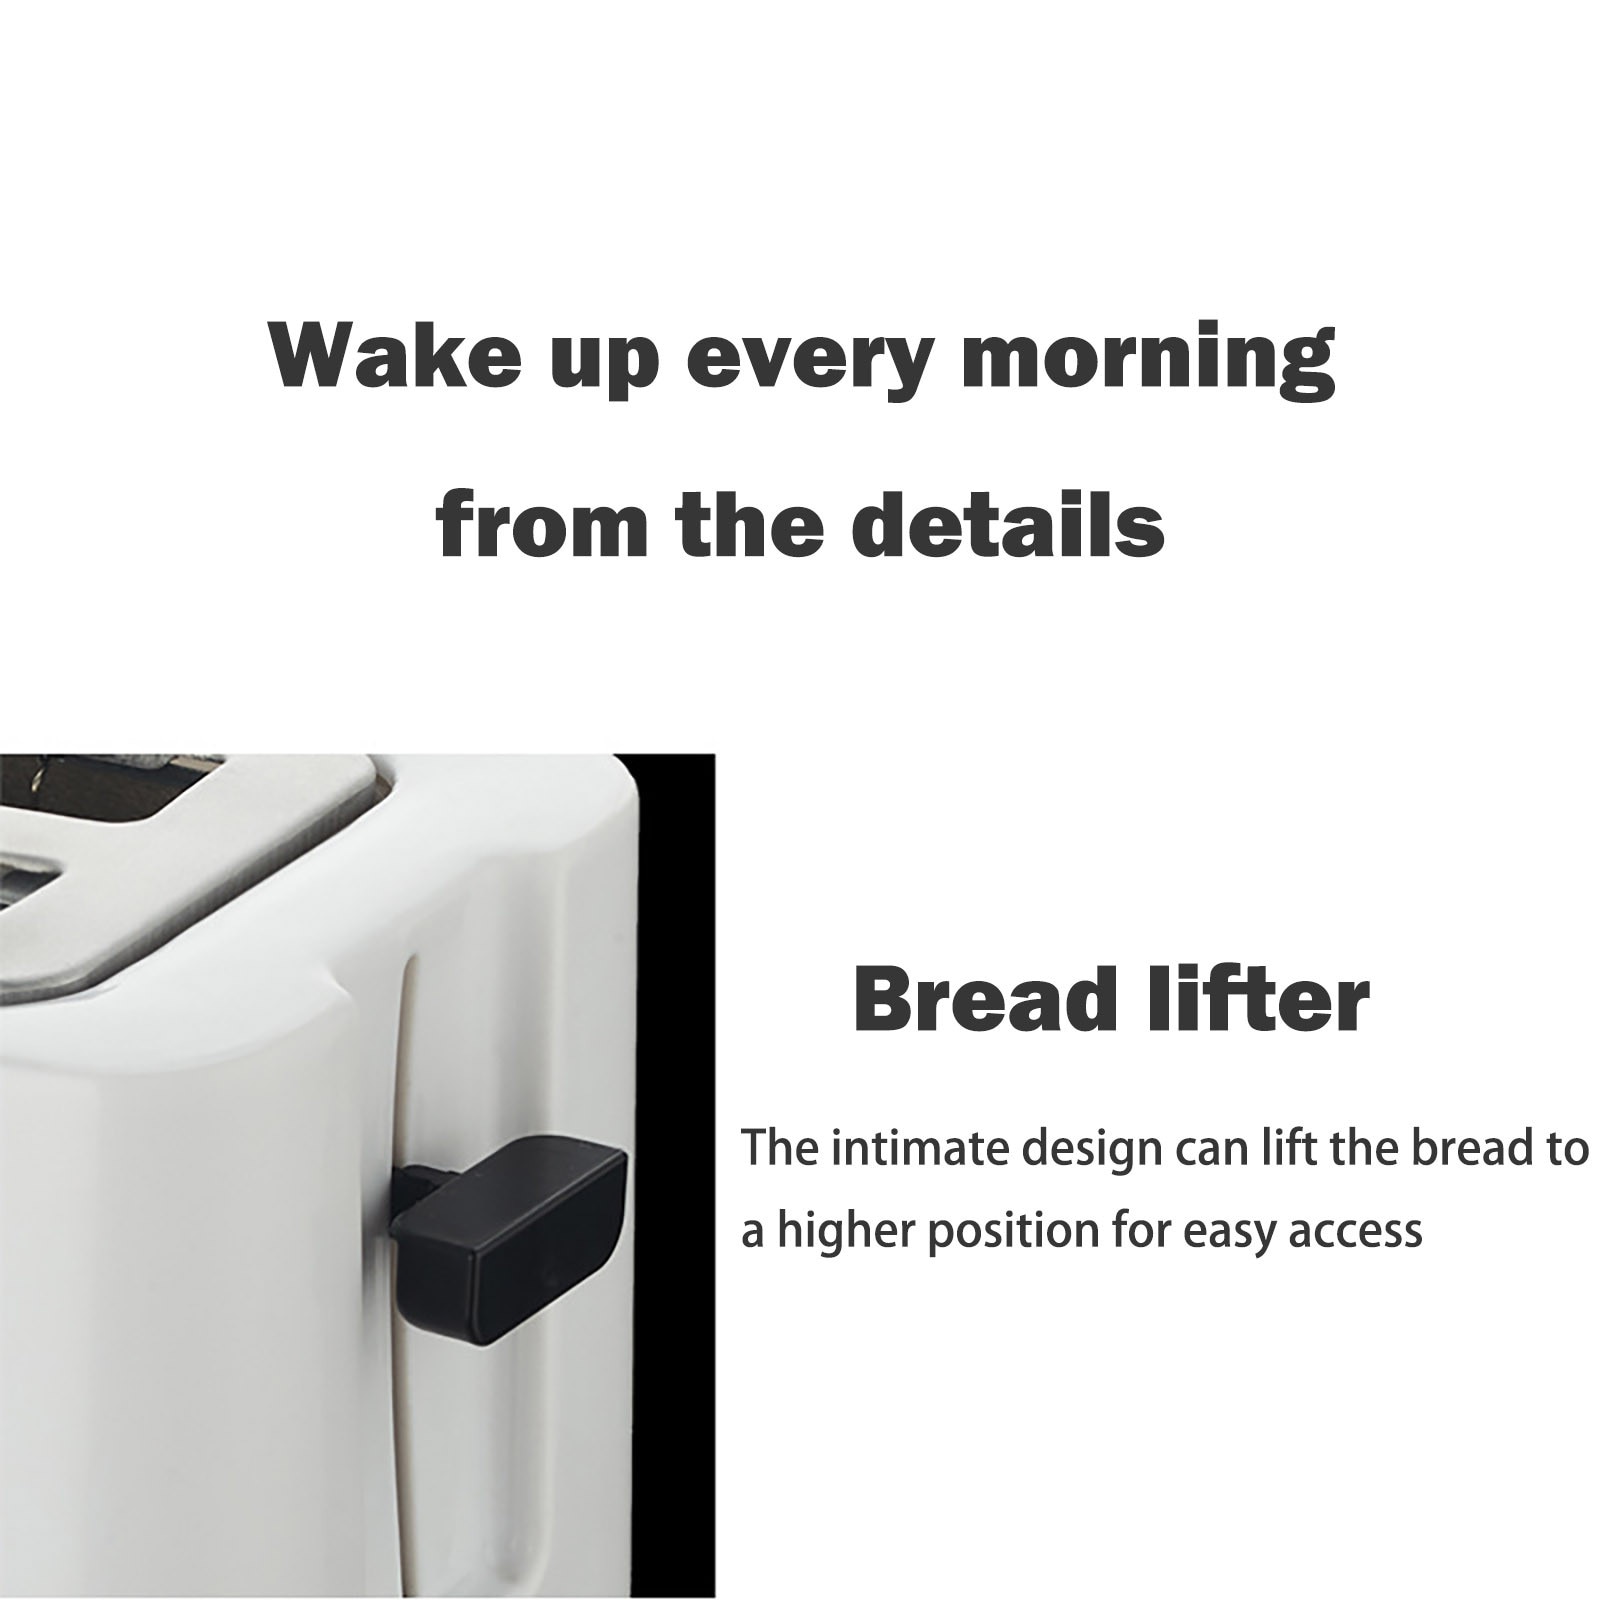 Wake up every morning
from the details
Bread lifter
The intimate design can lift the bread to
a higher position for easy access